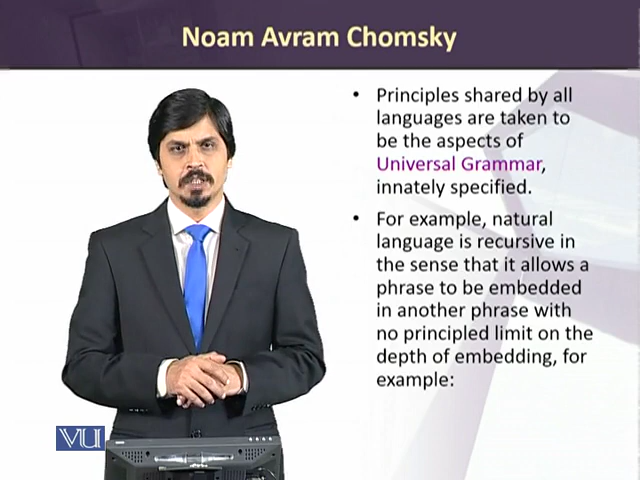 Noam Avram Chomsky
• Principles shared by all
languages are taken to
be the aspects of
Universal Grammar,
innately specified.
• For example, natural
language is recursive in
the sense that it allows a
phrase to be embedded
in another phrase with
no principled limit on the
depth of embedding, for
example:
VU